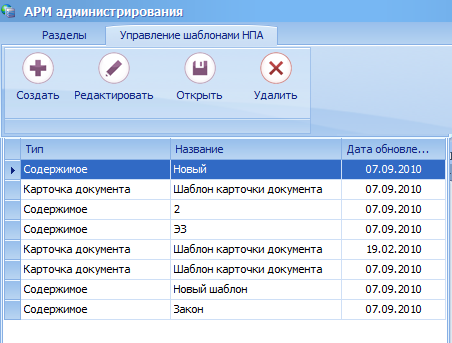 АРМ администрирования
Разделы Управление шаблонами НПА
Создать Редактировать Открыть Удалить
Тип Название Дата обновле...
Содержимое Новый 07.09.2010
Карточка документа Шаблон карточки документа 07.09.2010
Содержимое 2 07.09.2010
Содержимое ЭЗ 07.09.2010
Карточка документа Шаблон карточки документа 19.02.2010
Карточка документа Шаблон карточки документа 07.09.2010
Содержимое Новый шаблон 07.09.2010
Содержимое Закон 07.09.2010